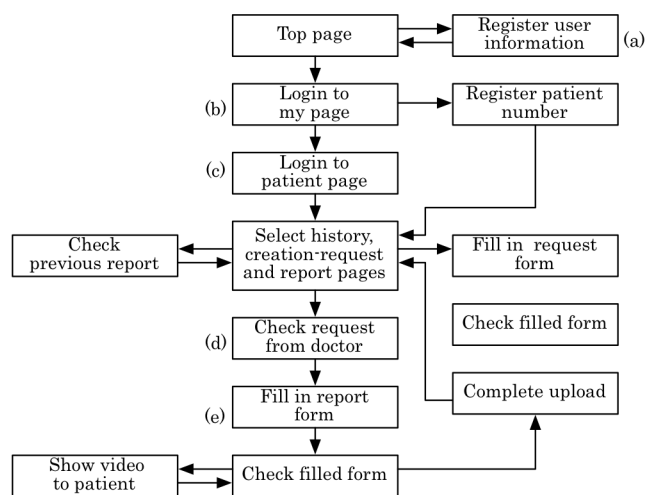 Top page
Register user
information
(a)
(b)
Login to
my page
Register patient
number
(c)
Login to
patient page
Check
previous report
Select history,
creation-request
and report pages
Fill in request
form
(d)
Check request
from doctor
Check filled form
(e)
Fill in report
form
Complete upload
Show video
to patient
Check filled form